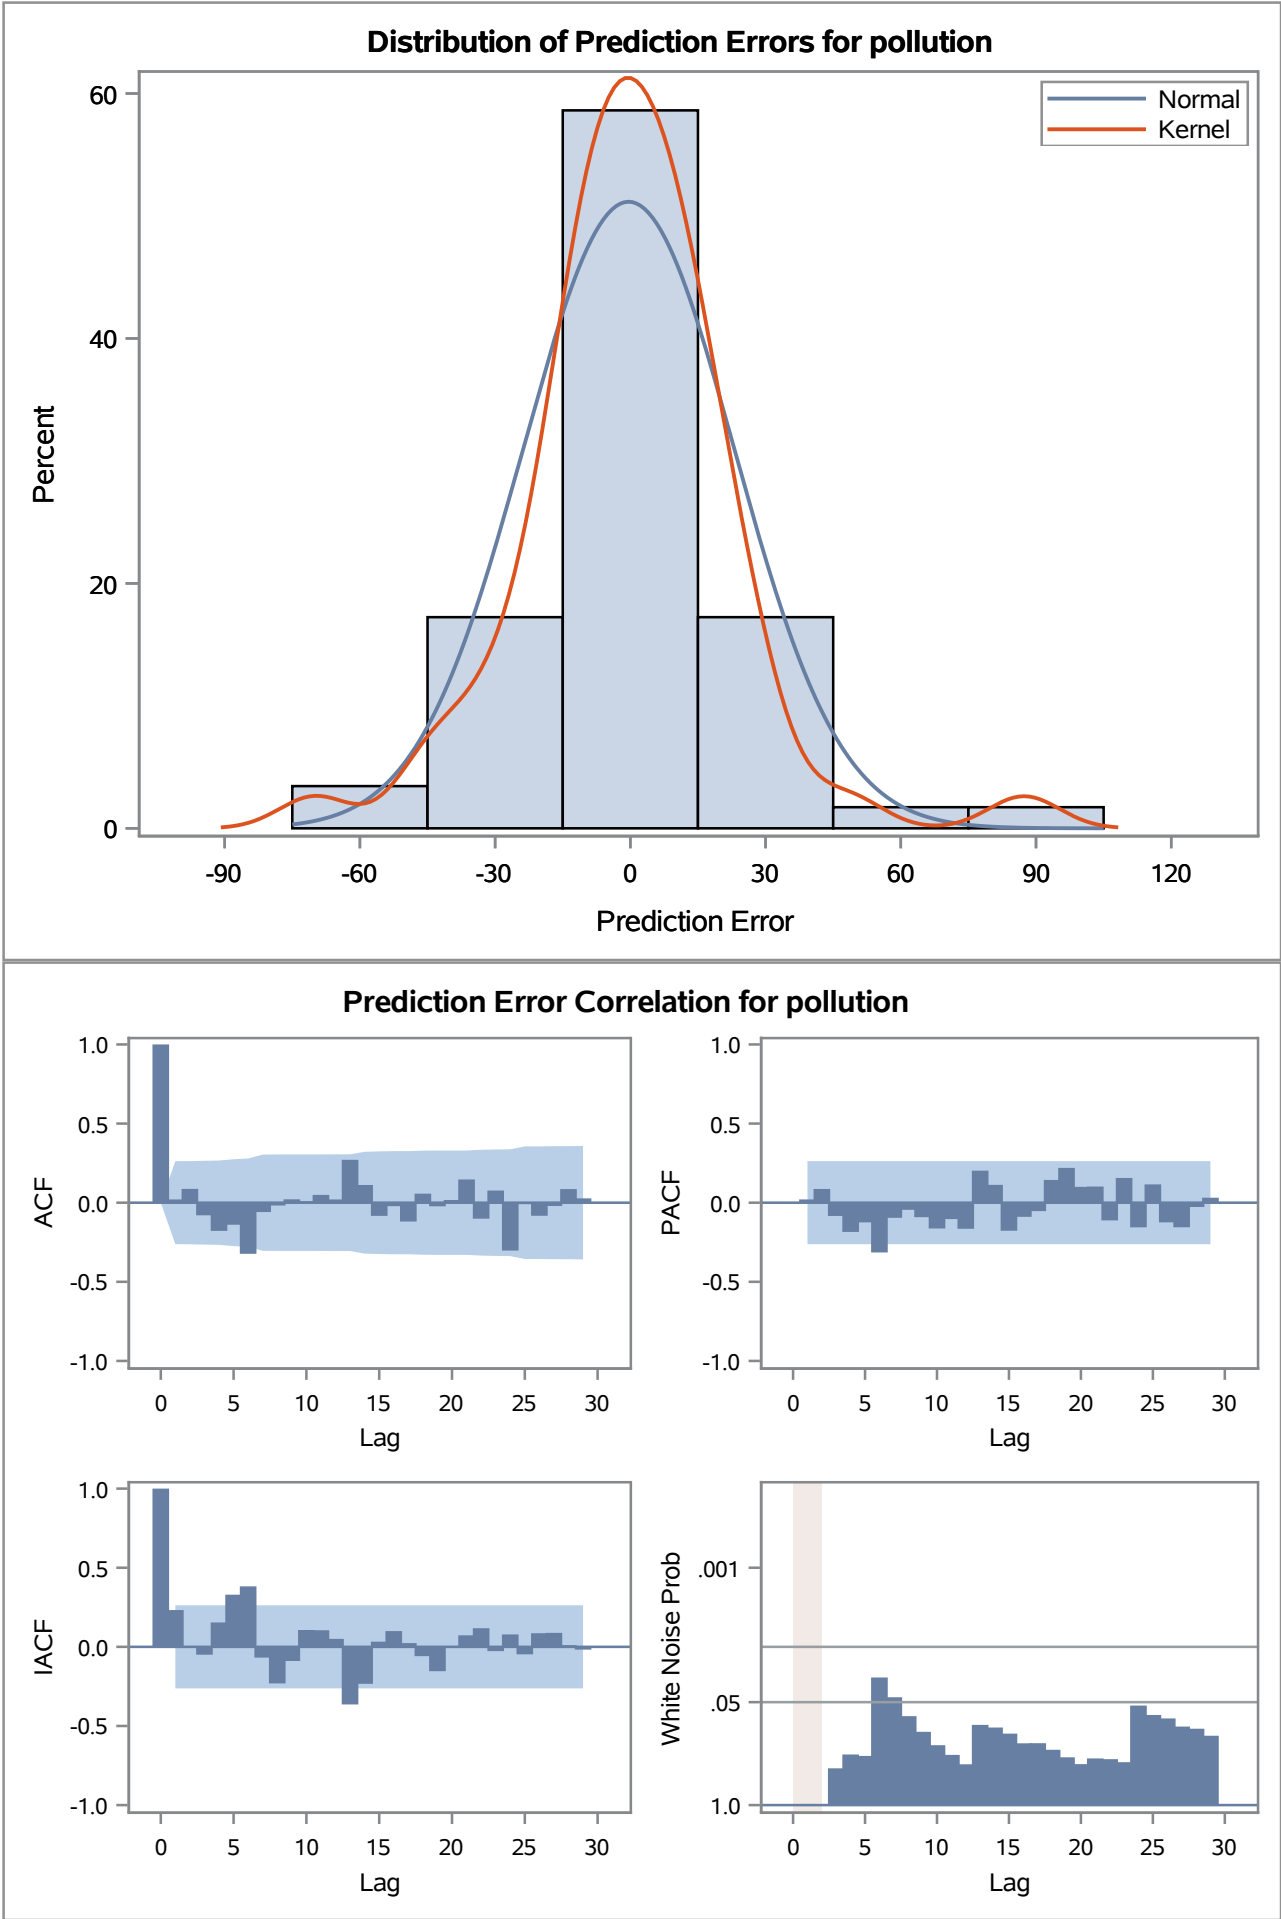 Distribution of Prediction Errors for pollution
Normal
Kernel
60
40
20
0
Percent
-90 -60 -30 0 30 60 90 120
Prediction Error
Prediction Error Correlation for pollution
1.0
0.5
0.0
-0.5
-1.0
ACF
0 5 10 15 20 25 30
Lag
1.0
0.5
0.0
-0.5
-1.0
PACF
0 5 10 15 20 25 30
Lag
1.0
0.5
0.0
-0.5
-1.0
IACF
0 5 10 15 20 25 30
Lag
.001
.05
1.0
White Noise Prob
0 5 10 15 20 25 30
Lag